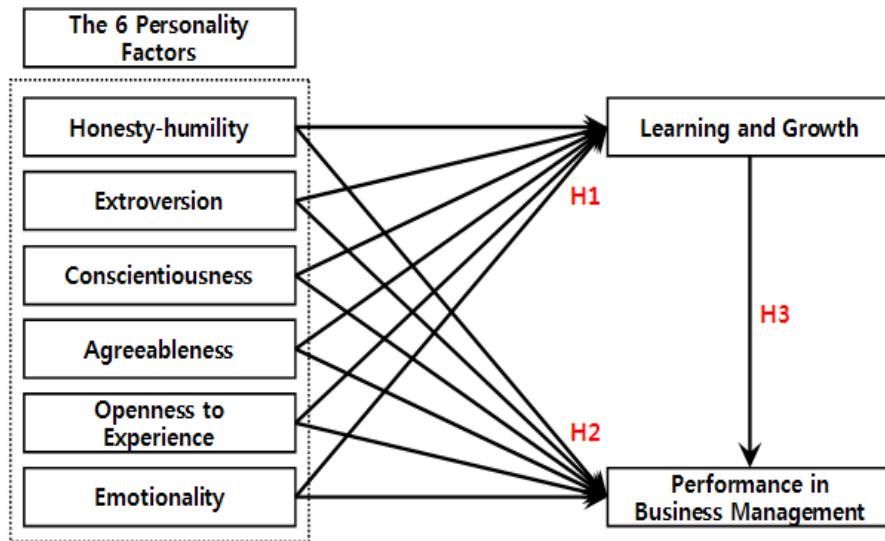 The 6 Personality
Factors
Honesty-humility
Extroversion
Conscientiousness
Agreeableness
Openness to
Experience
Emotionality
H1
H2
Learning and Growth
H3
Performance in
Business Management